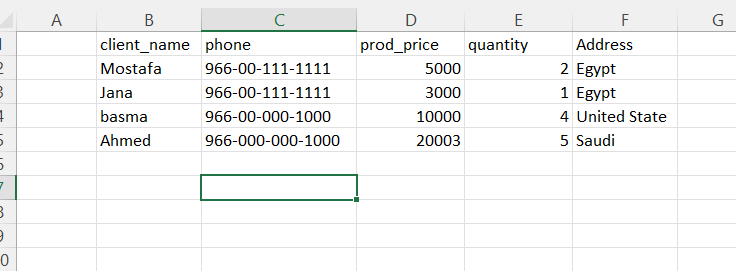 A B C D E F G
1 client_name phone prod_price quantity Address
2 Mostafa 966-00-111-1111 5000 2 Egypt
3 Jana 966-00-111-1111 3000 1 Egypt
4 basma 966-00-000-1000 10000 4 United State
5 Ahmed 966-000-000-1000 20003 5 Saudi
6
7
8
9
0